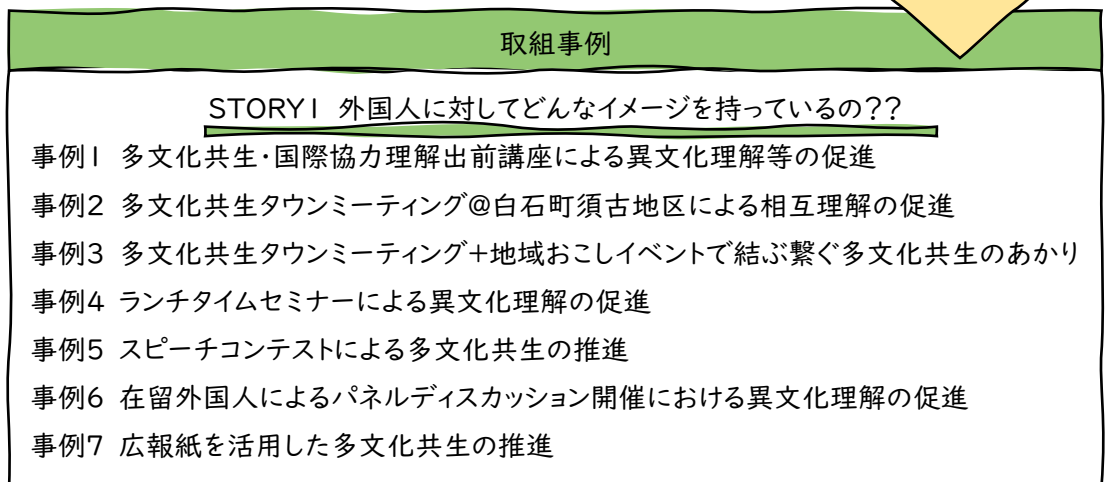 取組事例
STORY1 外国人に対してどんなイメージを持っているの??
事例1 多文化共生・国際協力理解出前講座による異文化理解等の促進
事例2 多文化共生タウンミーティング@白石町須古地区による相互理解の促進
事例3 多文化共生タウンミーティング+地域おこしイベントで結ぶ繋ぐ多文化共生のあかり
事例4 ランチタイムセミナーによる異文化理解の促進
事例5 スピーチコンテストによる多文化共生の推進
事例6 在留外国人によるパネルディスカッション開催における異文化理解の促進
事例7 広報紙を活用した多文化共生の推進